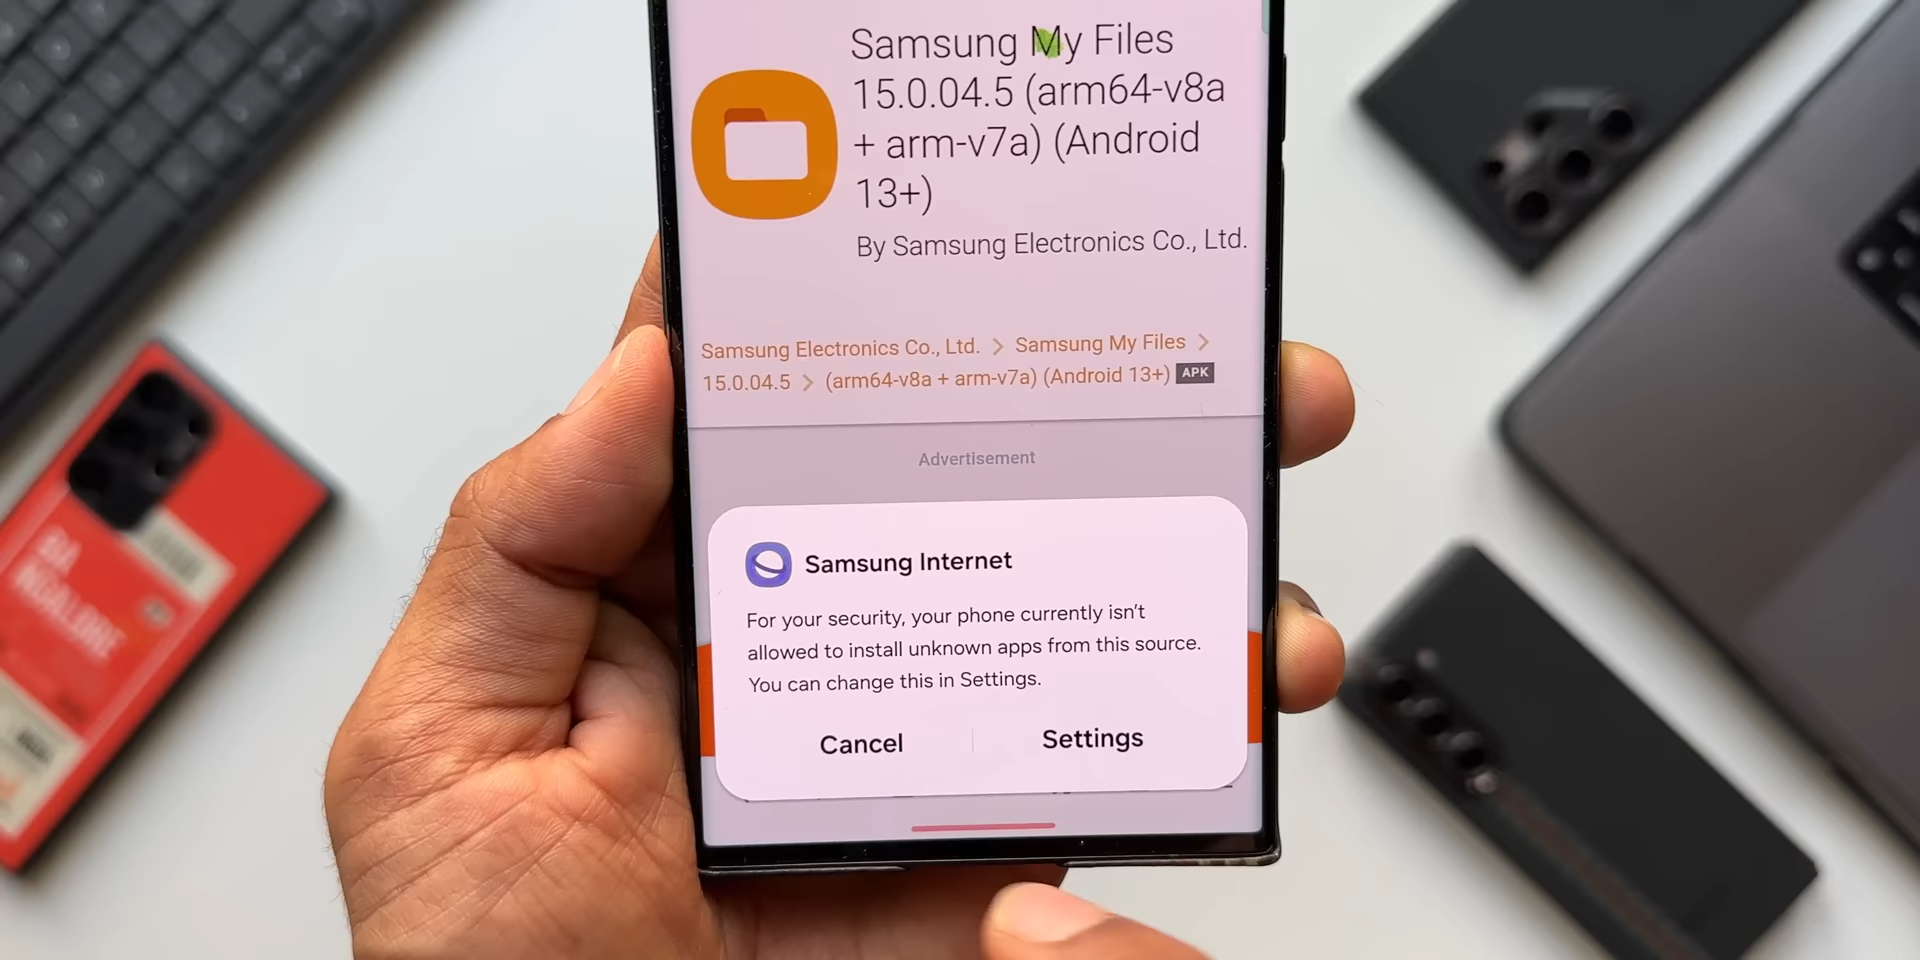 Samsung My Files
15.0.04.5 (arm64-v8a
+ arm-v7a) (Android
13+)
By Samsung Electronics Co., Ltd.
Samsung Electronics Co., Ltd. > Samsung My Files >
15.0.04.5 > (arm64-v8a + arm-v7a) (Android 13+) APK
Advertisement
Samsung Internet
For your security, your phone currently isn't
allowed to install unknown apps from this source.
You can change this in Settings.
Cancel
Settings